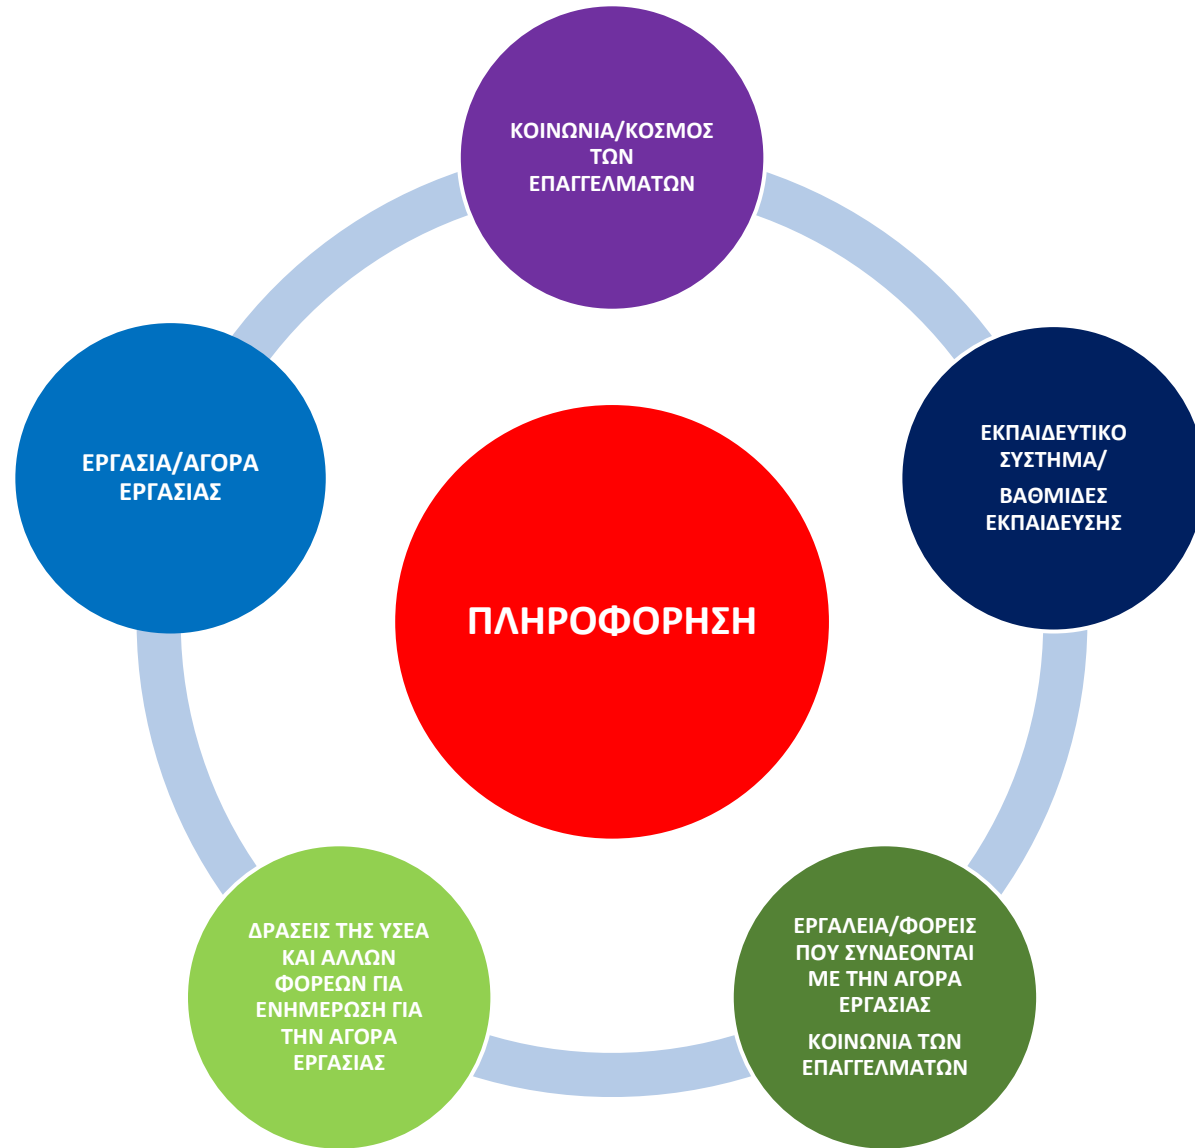 ΚΟΙΝΩΝΙΑ/ΚΟΣΜΟΣ
ΤΩΝ
ΕΠΑΓΓΕΛΜΑΤΩΝ
ΕΚΠΑΙΔΕΥΤΙΚΟ
ΣΥΣΤΗΜΑ/
ΒΑΘΜΙΔΕΣ
ΕΚΠΑΙΔΕΥΣΗΣ
ΕΡΓΑΣΙΑ/ΑΓΟΡΑ
ΕΡΓΑΣΙΑΣ
ΠΛΗΡΟΦΟΡΗΣΗ
ΕΡΓΑΛΕΙΑ/ΦΟΡΕΙΣ
ΠΟΥ ΣΥΝΔΕΟΝΤΑΙ
ΜΕ ΤΗΝ ΑΓΟΡΑ
ΕΡΓΑΣΙΑΣ
ΚΟΙΝΩΝΙΑ ΤΩΝ
ΕΠΑΓΓΕΛΜΑΤΩΝ
ΔΡΑΣΕΙΣ ΤΗΣ ΥΣΕΑ
ΚΑΙ ΑΛΛΩΝ
ΦΟΡΕΩΝ ΓΙΑ
ΕΝΗΜΕΡΩΣΗ ΓΙΑ
ΤΗΝ ΑΓΟΡΑ
ΕΡΓΑΣΙΑΣ